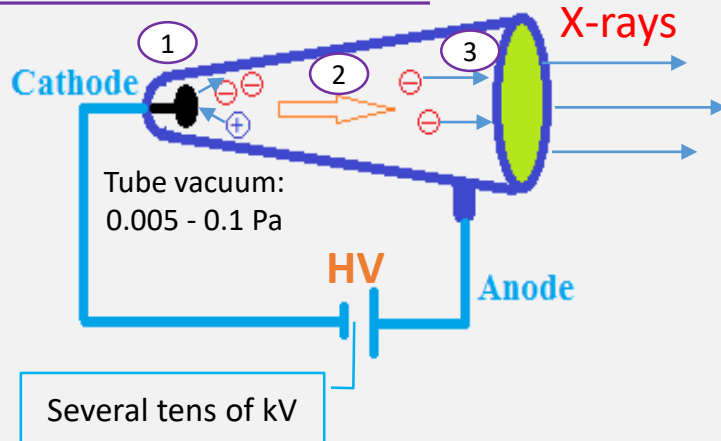 1
2
3
X-rays
Cathode
Tube vacuum:
0.005 - 0.1 Pa
HV
Anode
Several tens of kV